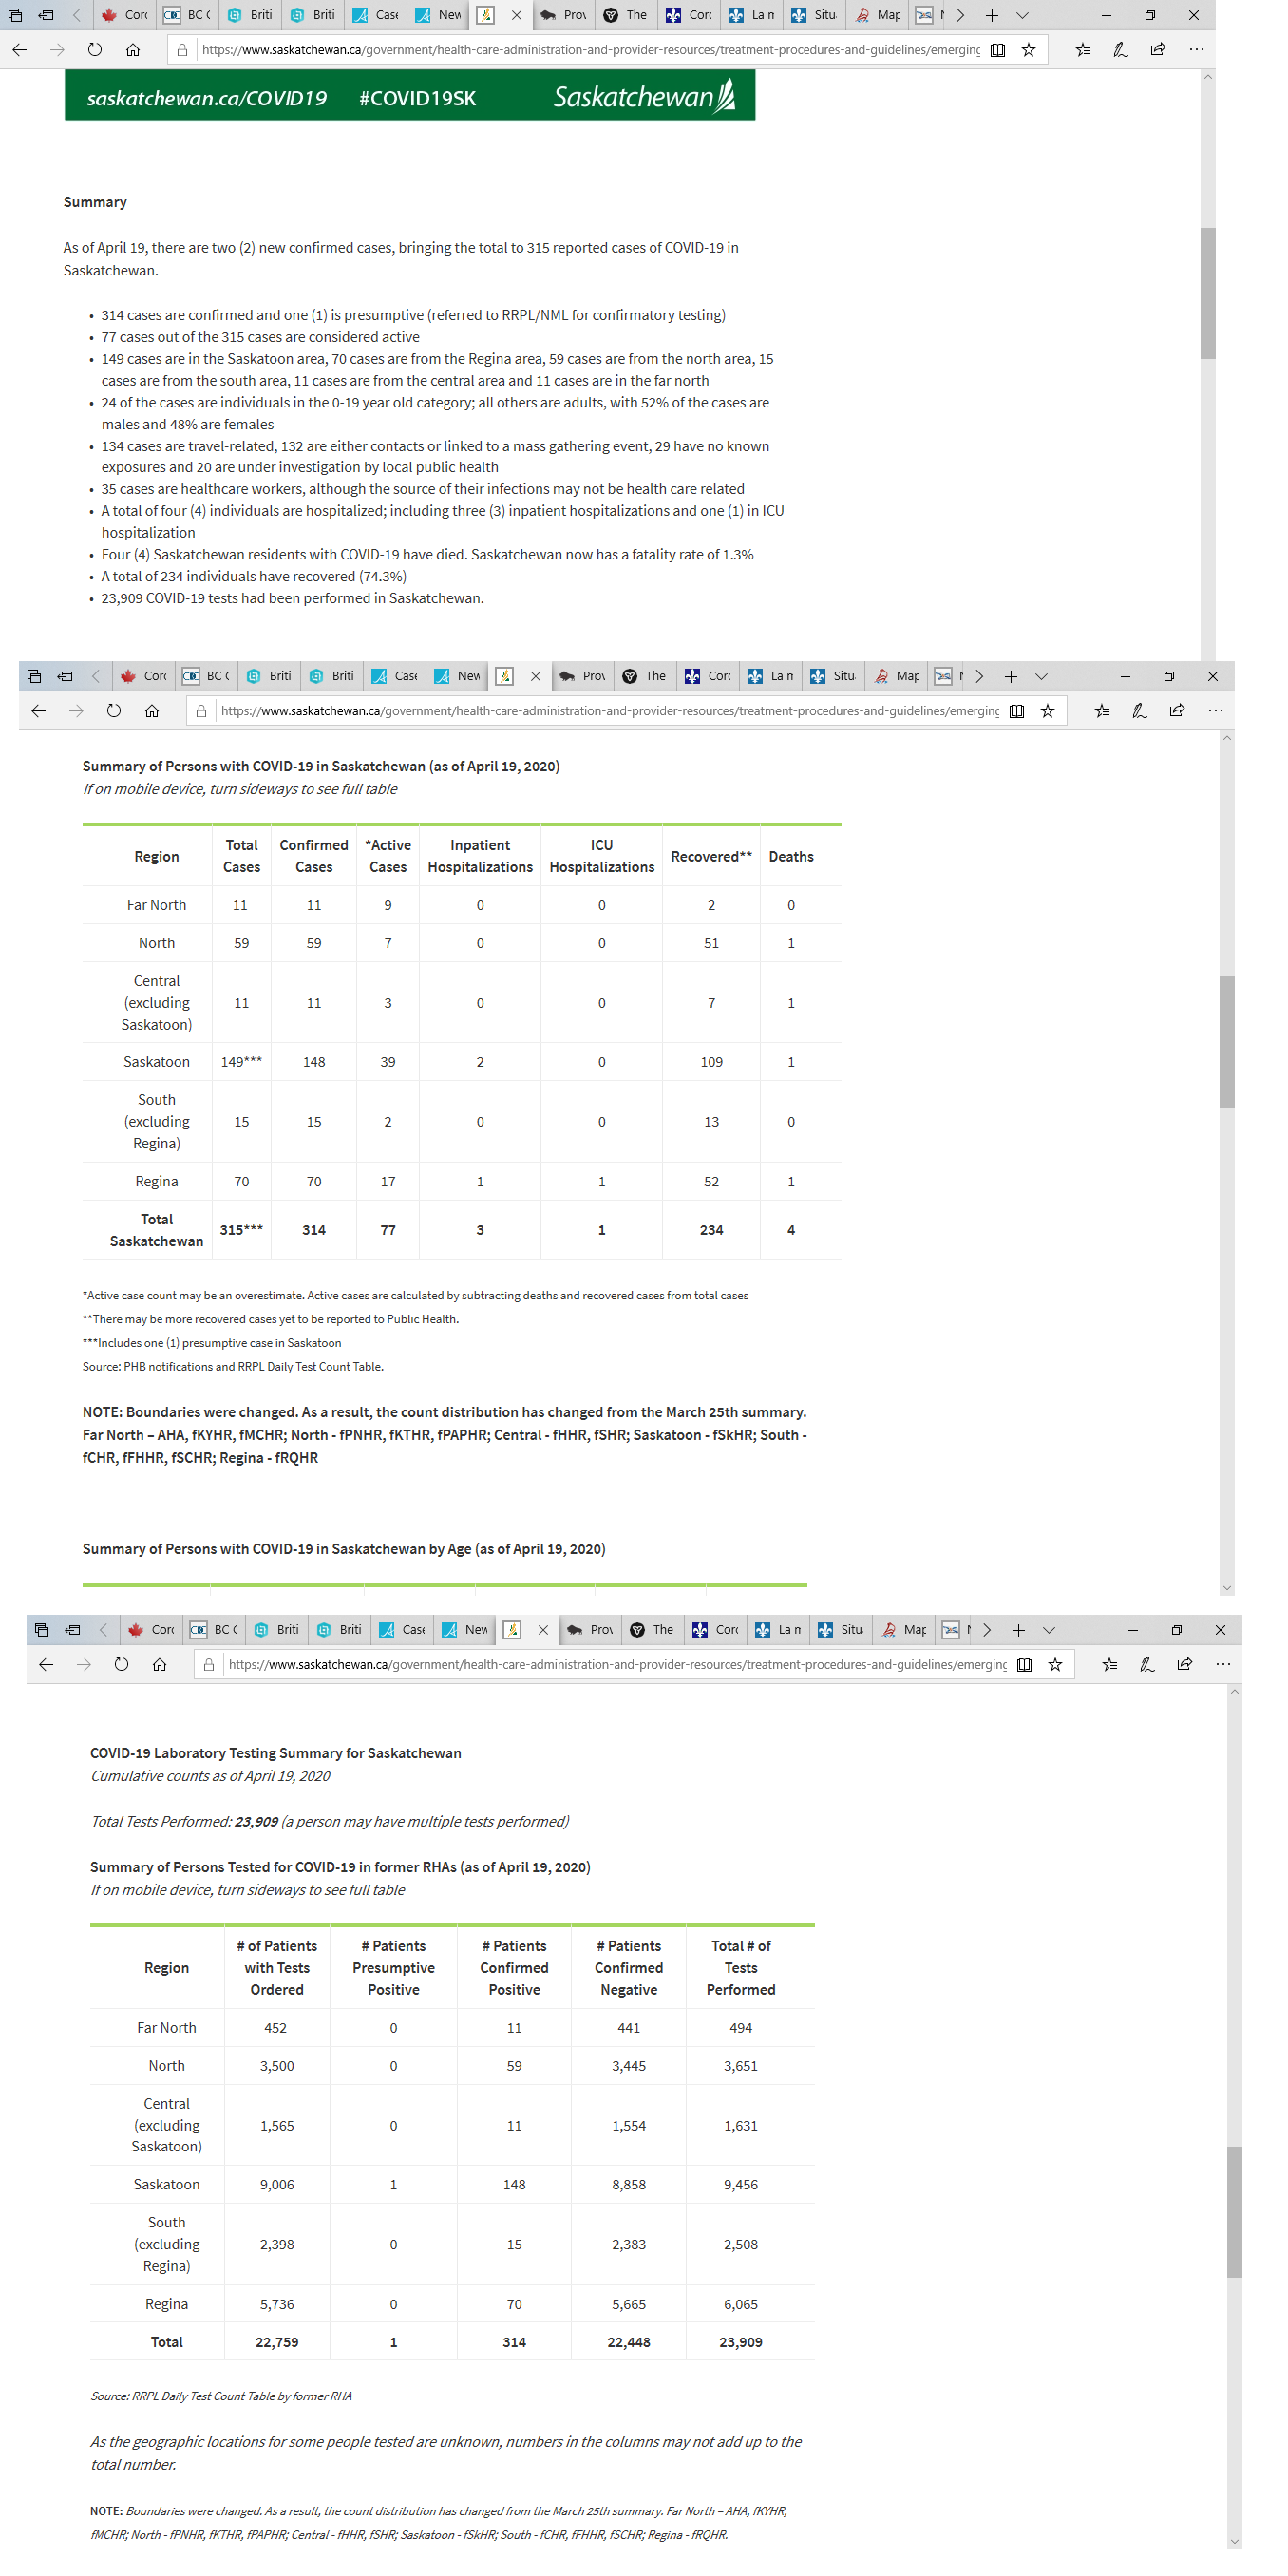 Corc
BC C
Briti
Briti
Case
New
Prov
The
Corc
La n
Situ
Map
https://www.saskatchewan.ca/government/health-care-administration-and-provider-resources/treatment-procedures-and-guidelines/emerging
saskatchewan.ca/COVID19 #COVID19SK Saskatchewan
Summary
As of April 19, there are two (2) new confirmed cases, bringing the total to 315 reported cases of COVID-19 in
Saskatchewan.
• 314 cases are confirmed and one (1) is presumptive (referred to RRPL/NML for confirmatory testing)
• 77 cases out of the 315 cases are considered active
• 149 cases are in the Saskatoon area, 70 cases are from the Regina area, 59 cases are from the north area, 15
cases are from the south area, 11 cases are from the central area and 11 cases are in the far north
• 24 of the cases are individuals in the 0-19 year old category; all others are adults, with 52% of the cases are
males and 48% are females
• 134 cases are travel-related, 132 are either contacts or linked to a mass gathering event, 29 have no known
exposures and 20 are under investigation by local public health
• 35 cases are healthcare workers, although the source of their infections may not be health care related
• A total of four (4) individuals are hospitalized; including three (3) inpatient hospitalizations and one (1) in ICU
hospitalization
• Four (4) Saskatchewan residents with COVID-19 have died. Saskatchewan now has a fatality rate of 1.3%
• A total of 234 individuals have recovered (74.3%)
• 23,909 COVID-19 tests had been performed in Saskatchewan.
Corc
BC C
Briti
Briti
Case
New
Prov
The
Corc
La n
Situ
Map
https://www.saskatchewan.ca/government/health-care-administration-and-provider-resources/treatment-procedures-and-guidelines/emerging
Summary of Persons with COVID-19 in Saskatchewan (as of April 19, 2020)
If on mobile device, turn sideways to see full table
Region Total Cases Confirmed Cases *Active Cases Inpatient Hospitalizations ICU Hospitalizations Recovered** Deaths
Far North 11 11 9 0 0 2 0
North 59 59 7 0 0 51 1
Central (excluding Saskatoon) 11 11 3 0 0 7 1
Saskatoon 149*** 148 39 2 0 109 1
South (excluding Regina) 15 15 2 0 0 13 0
Regina 70 70 17 1 1 52 1
Total Saskatchewan 315*** 314 77 3 1 234 4
*Active case count may be an overestimate. Active cases are calculated by subtracting deaths and recovered cases from total cases
**There may be more recovered cases yet to be reported to Public Health.
***Includes one (1) presumptive case in Saskatoon
Source: PHB notifications and RRPL Daily Test Count Table.
NOTE: Boundaries were changed. As a result, the count distribution has changed from the March 25th summary.
Far North – AHA, fKYHR, fMCHR; North - fPNHR, fKTHR, fPAPHR; Central - fHHR, fSHR; Saskatoon - fSkHR; South -
fCHR, fFHHR, fSCHR; Regina - fRQHR
Summary of Persons with COVID-19 in Saskatchewan by Age (as of April 19, 2020)
Corc
BC C
Briti
Briti
Case
New
Prov
The
Corc
La n
Situ
Map
https://www.saskatchewan.ca/government/health-care-administration-and-provider-resources/treatment-procedures-and-guidelines/emerging
COVID-19 Laboratory Testing Summary for Saskatchewan
Cumulative counts as of April 19, 2020
Total Tests Performed: 23,909 (a person may have multiple tests performed)
Summary of Persons Tested for COVID-19 in former RHAs (as of April 19, 2020)
If on mobile device, turn sideways to see full table
Region # of Patients with Tests Ordered # Patients Presumptive Positive # Patients Confirmed Positive # Patients Confirmed Negative Total # of Tests Performed
Far North 452 0 11 441 494
North 3,500 0 59 3,445 3,651
Central (excluding Saskatoon) 1,565 0 11 1,554 1,631
Saskatoon 9,006 1 148 8,858 9,456
South (excluding Regina) 2,398 0 15 2,383 2,508
Regina 5,736 0 70 5,665 6,065
Total 22,759 1 314 22,448 23,909
Source: RRPL Daily Test Count Table by former RHA
As the geographic locations for some people tested are unknown, numbers in the columns may not add up to the
total number.
NOTE: Boundaries were changed. As a result, the count distribution has changed from the March 25th summary. Far North – AHA, fKYHR,
fMCHR; North - fPNHR, fKTHR, fPAPHR; Central - fHHR, fSHR; Saskatoon - fSkHR; South - fCHR, fFHHR, fSCHR; Regina - fRQHR.